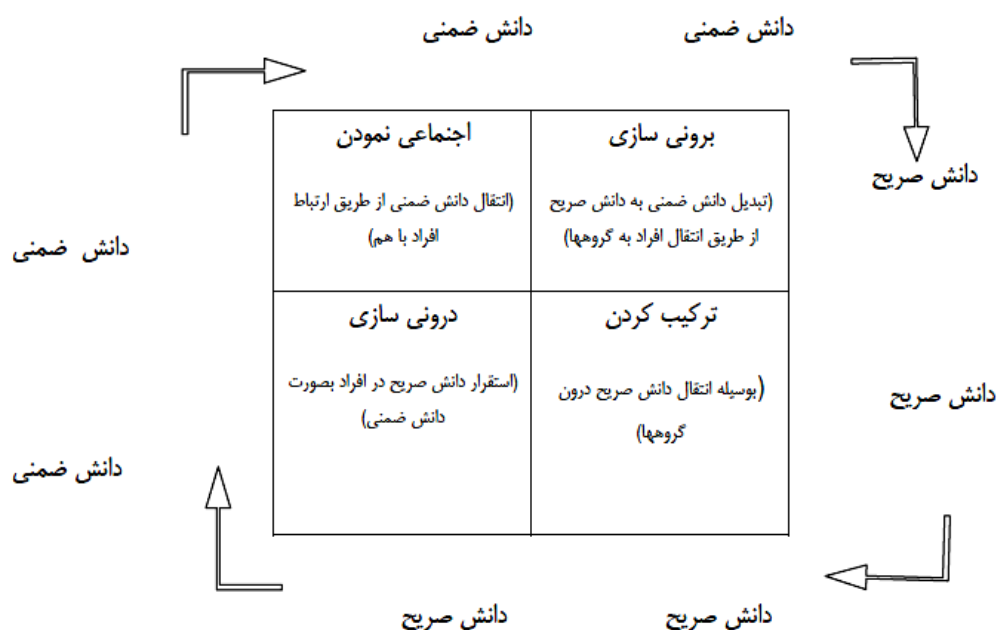 دانش ضمنی
دانش ضمنی
دانش صریح
برونی سازی
(تبدیل دانش ضمنی به دانش صریح
از طریق انتقال افراد به گروهها)
اجنماعی نمودن
(انتقال دانش ضمنی از طریق ارتباط
افراد با هم)
دانش ضمنی
ترکیب کردن
(بوسیله انتقال دانش صریح درون
گروهها)
درونی سازی
(استقرار دانش صریح در افراد بصورت
دانش ضمنی)
دانش صریح
دانش ضمنی
دانش صریح
دانش صریح